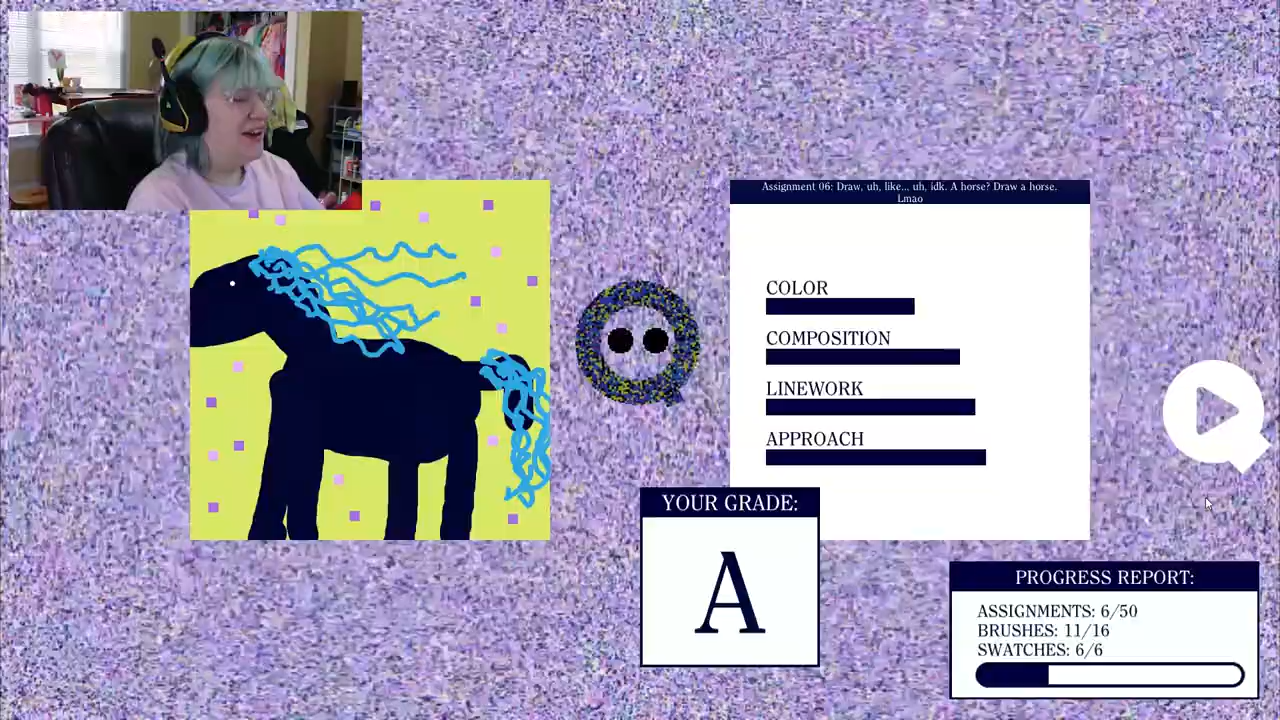 Assignment 06: Draw, uh, like... uh, idk. A horse? Draw a horse.
Lmao
COLOR
COMPOSITION
LINEWORK
APPROACH
YOUR GRADE:
A
PROGRESS REPORT:
ASSIGNMENTS: 6/50
BRUSHES: 11/16
SWATCHES: 6/6